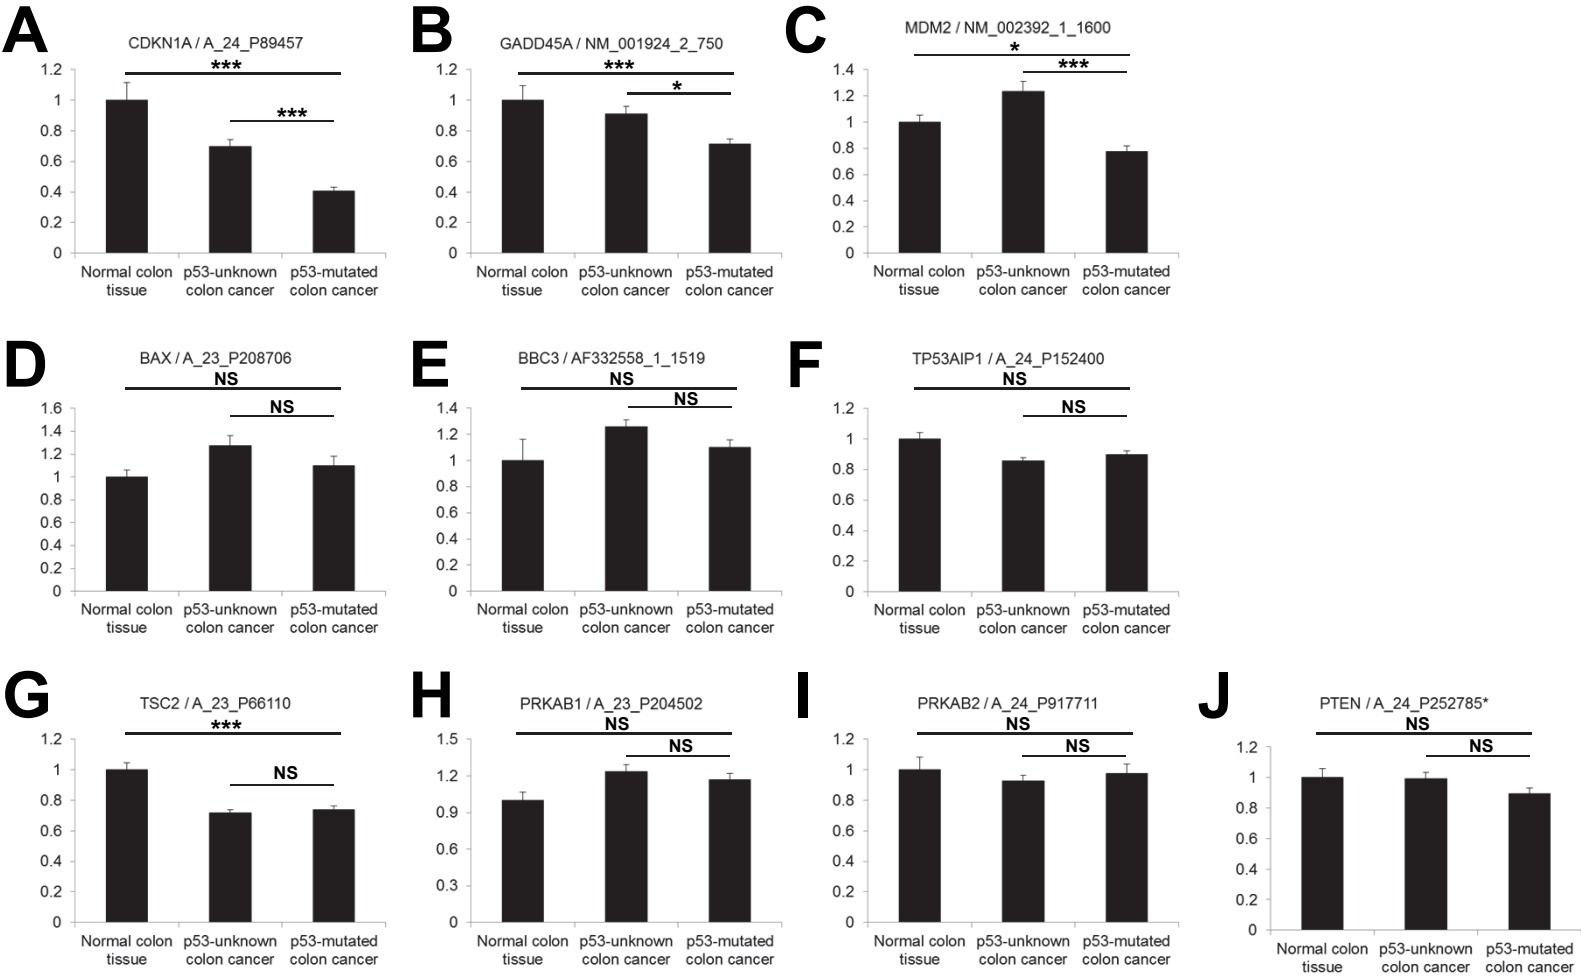 A
CDKN1A / A_24_P89457
***
***
1.2
1
0.8
0.6
0.4
0.2
0
Normal colon tissue
p53-unknown colon cancer
p53-mutated colon cancer
B
GADD45A / NM_001924_2_750
***
*
1.2
1
0.8
0.6
0.4
0.2
0
Normal colon tissue
p53-unknown colon cancer
p53-mutated colon cancer
C
MDM2 / NM_002392_1_1600
*
***
1.4
1.2
1
0.8
0.6
0.4
0.2
0
Normal colon tissue
p53-unknown colon cancer
p53-mutated colon cancer
D
BAX / A_23_P208706
NS
NS
1.6
1.4
1.2
1
0.8
0.6
0.4
0.2
0
Normal colon tissue
p53-unknown colon cancer
p53-mutated colon cancer
E
BBC3 / AF332558_1_1519
NS
NS
1.4
1.2
1
0.8
0.6
0.4
0.2
0
Normal colon tissue
p53-unknown colon cancer
p53-mutated colon cancer
F
TP53AIP1 / A_24_P152400
NS
NS
1.2
1
0.8
0.6
0.4
0.2
0
Normal colon tissue
p53-unknown colon cancer
p53-mutated colon cancer
G
TSC2 / A_23_P66110
***
NS
1.2
1
0.8
0.6
0.4
0.2
0
Normal colon tissue
p53-unknown colon cancer
p53-mutated colon cancer
H
PRKAB1 / A_23_P204502
NS
NS
1.5
1.2
0.9
0.6
0.3
0
Normal colon tissue
p53-unknown colon cancer
p53-mutated colon cancer
I
PRKAB2 / A_24_P917711
NS
NS
1.2
1
0.8
0.6
0.4
0.2
0
Normal colon tissue
p53-unknown colon cancer
p53-mutated colon cancer
J
PTEN / A_24_P252785*
NS
NS
1.2
1
0.8
0.6
0.4
0.2
0
Normal colon tissue
p53-unknown colon cancer
p53-mutated colon cancer